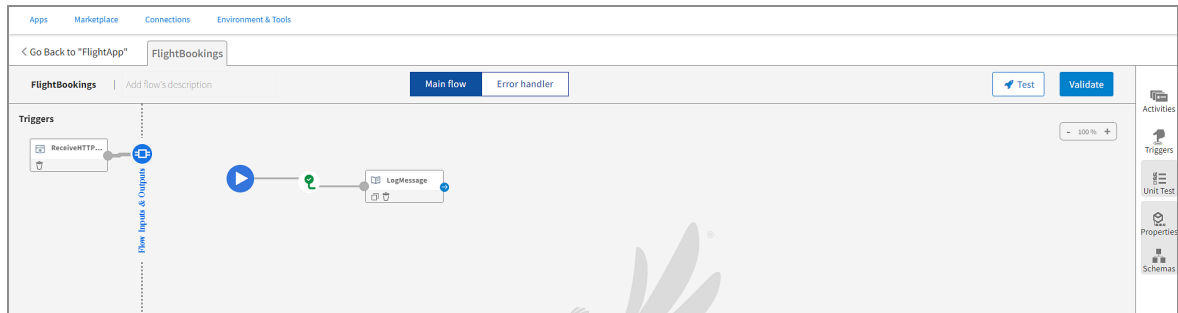 Apps Marketplace Connections Environment & Tools
< Go Back to "FlightApp" FlightBookings
FlightBookings | Add flow's description Main flow Error handler Test Validate
Activities
Triggers
Unit Test
Properties
Schemas
Triggers
- 100 % +
ReceiveHTTP...
Flow Inputs & Outputs
LogMessage
®